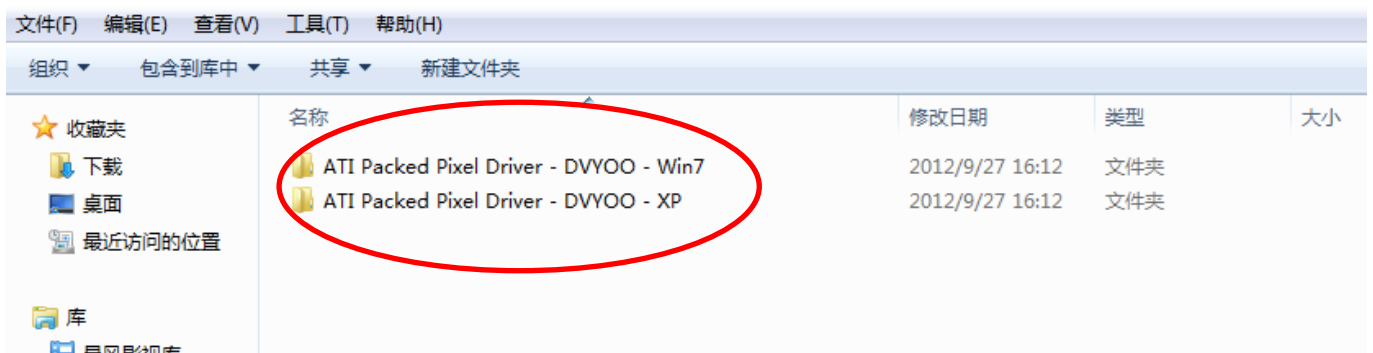 文件(F) 编辑(E) 查看(V) 工具(T) 帮助(H)
组织 包含到库中 共享 新建文件夹
名称 修改日期 类型 大小
收藏夹
下载
桌面
最近访问的位置
库
ATI Packed Pixel Driver - DVYOO - Win7 2012/9/27 16:12 文件夹
ATI Packed Pixel Driver - DVYOO - XP 2012/9/27 16:12 文件夹